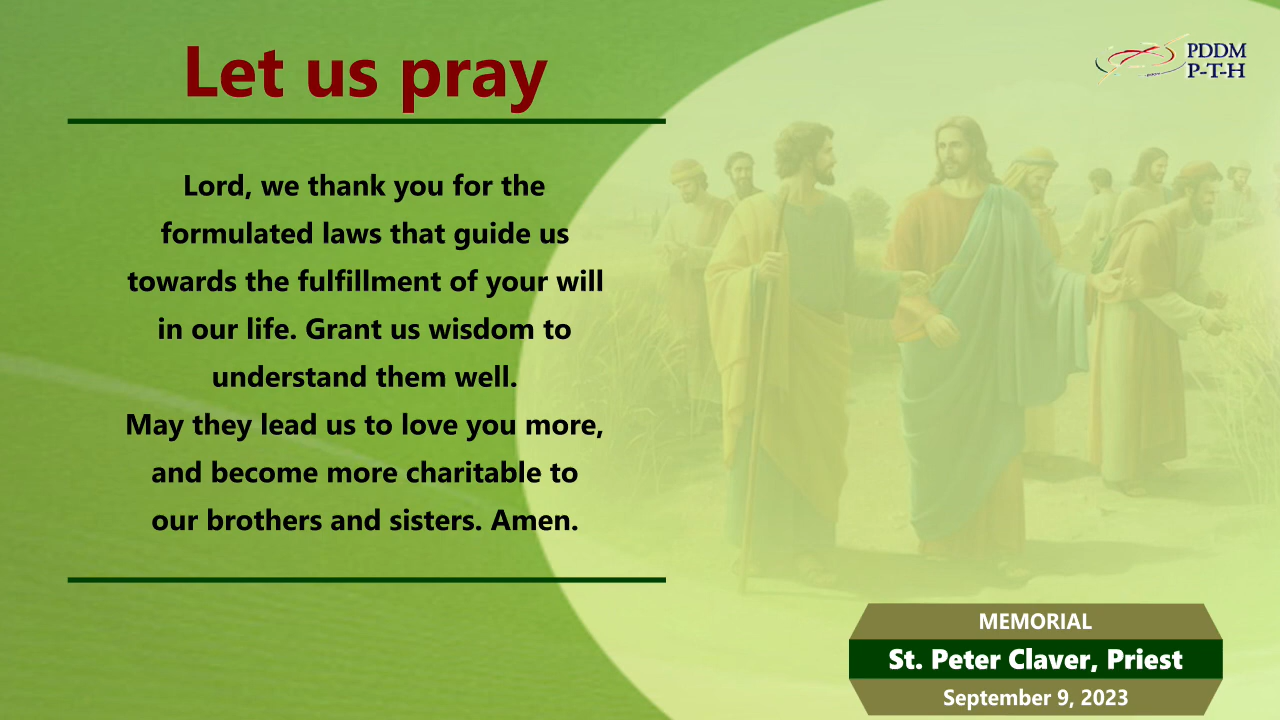 Let us pray
PDDM
P-T-H
Lord, we thank you for the
formulated laws that guide us
towards the fulfillment of your will
in our life. Grant us wisdom to
understand them well.
May they lead us to love you more,
and become more charitable to
our brothers and sisters. Amen.
MEMORIAL
St. Peter Claver, Priest
September 9, 2023